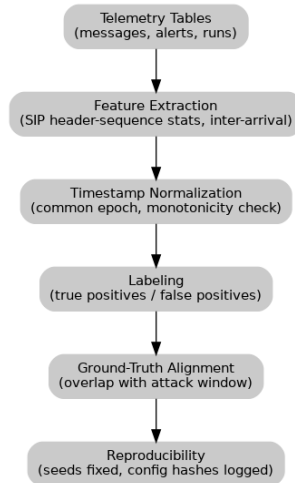 Telemetry Tables
(messages, alerts, runs)
Feature Extraction
(SIP header-sequence stats, inter-arrival)
Timestamp Normalization
(common epoch, monotonicity check)
Labeling
(true positives / false positives)
Ground-Truth Alignment
(overlap with attack window)
Reproducibility
(seeds fixed, config hashes logged)